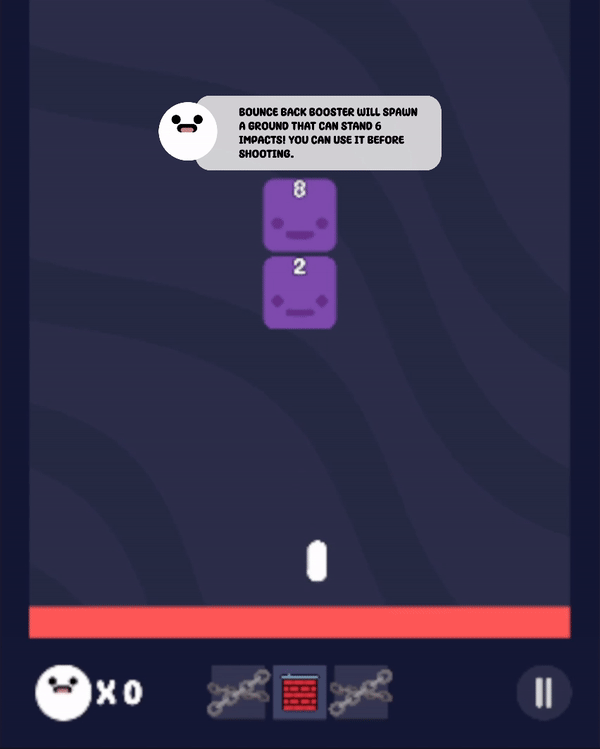 BOUNCE BACK BOOSTER WILL SPAWN
A GROUND THAT CAN STAND 6
IMPACTS! YOU CAN USE IT BEFORE
SHOOTING.
8
2
X 0